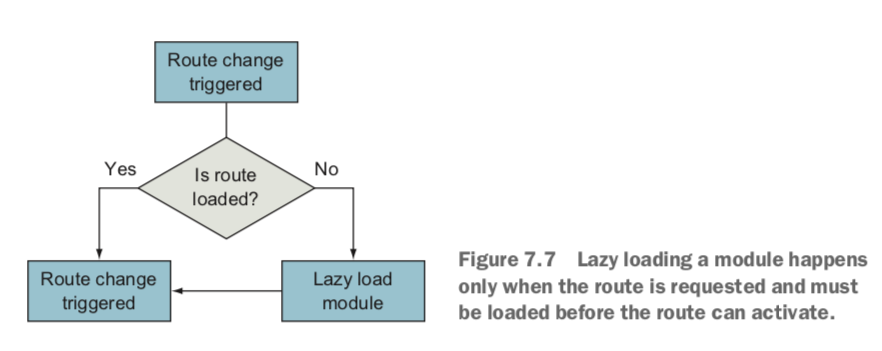 Route change
triggered
Yes
Is route
loaded?
No
Route change
triggered
Lazy load
module
Figure 7.7 Lazy loading a module happens
only when the route is requested and must
be loaded before the route can activate.